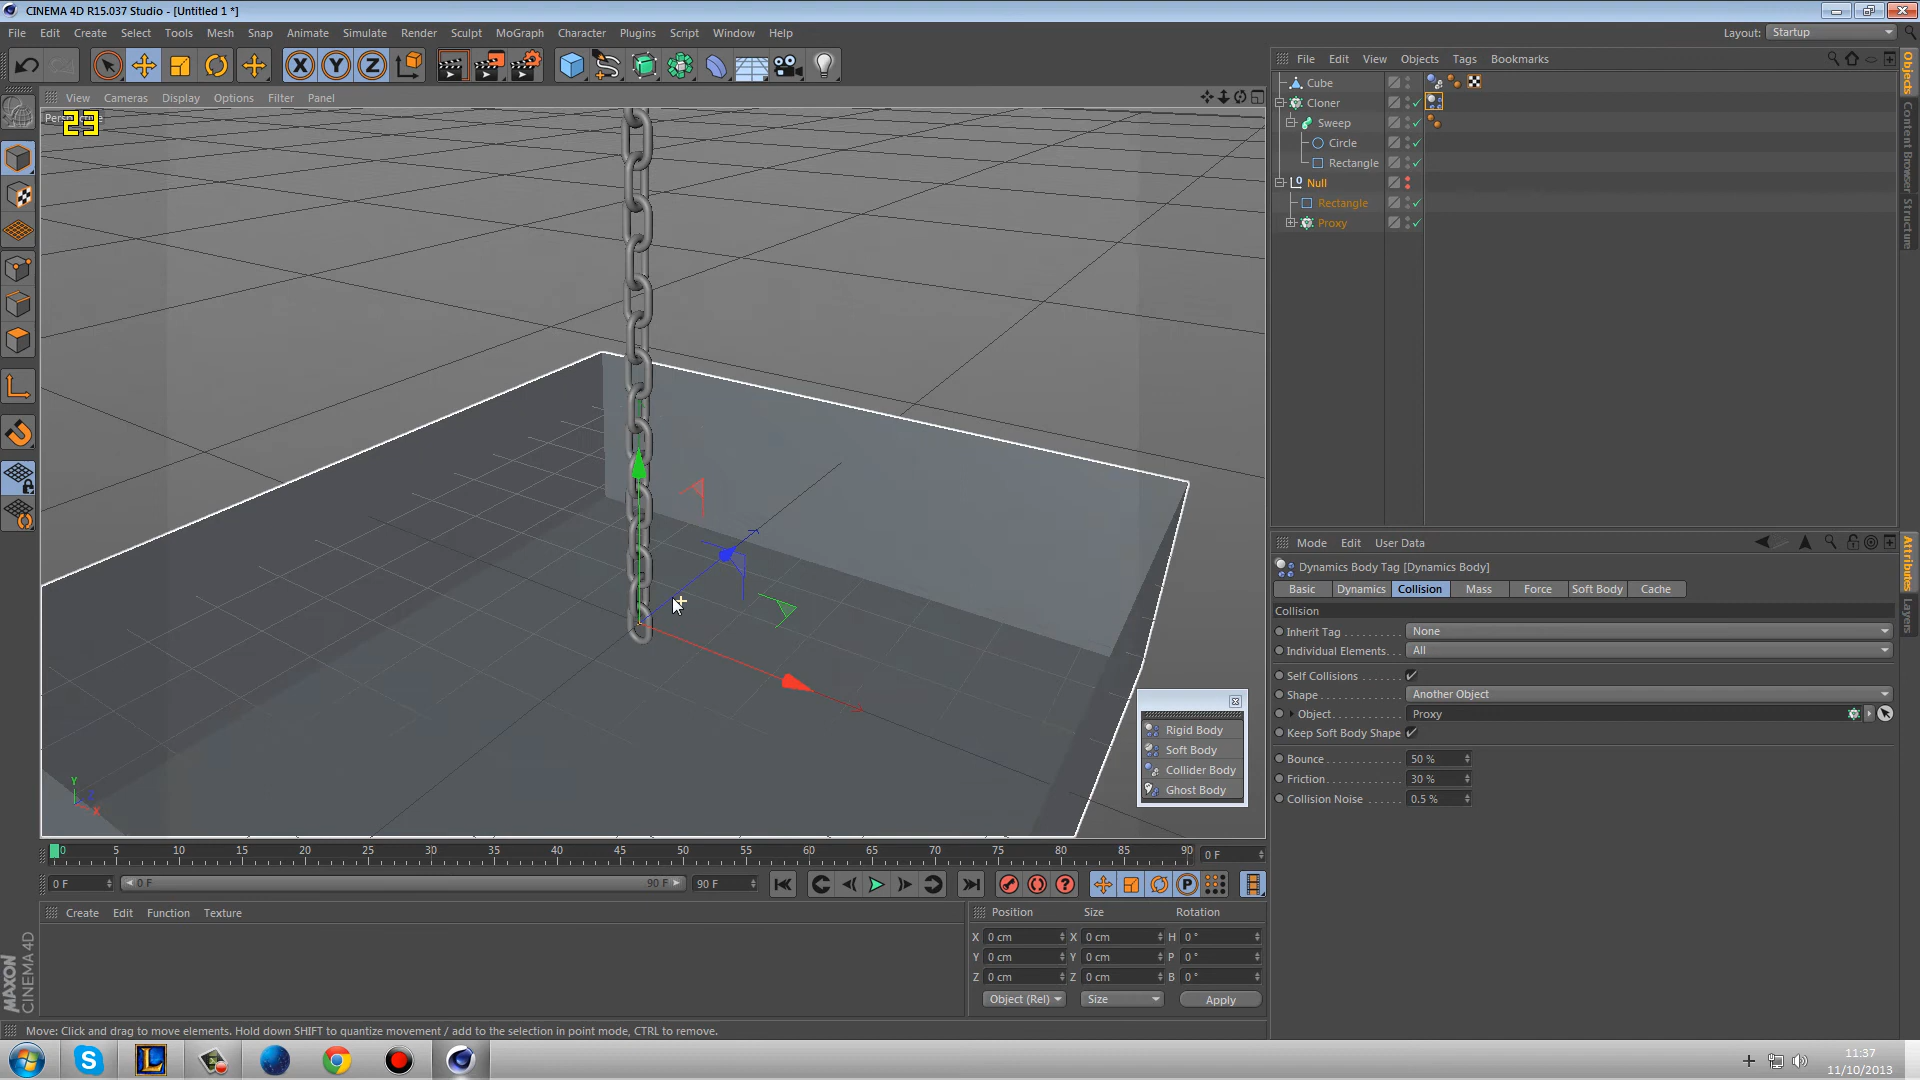 CINEMA 4D R15.037 Studio - [Untitled 1 *]
File Edit Create Select Tools Mesh Snap Animate Simulate Render Sculpt MoGraph Character Plugins Script Window Help
Layout: Startup
X Y Z
File Edit View Objects Tags Bookmarks
View Cameras Display Options Filter Panel
23
Cube
Cloner
Sweep
Circle
Rectangle
Null
Rectangle
Proxy
Objects
Content Browser
Structure
Mode Edit User Data
Dynamics Body Tag [Dynamics Body]
Basic Dynamics Collision Mass Force Soft Body Cache
Collision
Inherit Tag . . . . . . . . None
Individual Elements. . . All
Self Collisions
Shape. . . . . . . . . . . . . Another Object
Object. . . . . . . . . . . Proxy
Keep Soft Body Shape
Bounce . . . . . . . . . . . 50 %
Friction. . . . . . . . . . . . 30 %
Collision Noise . . . . . . 0.5 %
Attributes
Layers
Rigid Body
Soft Body
Collider Body
Ghost Body
Y
Z
X
0 5 10 15 20 25 30 35 40 45 50 55 60 65 70 75 80 85 90 0 F
0 F 0 F 90 F 90 F
Create Edit Function Texture
Position Size Rotation
X 0 cm X 0 cm H 0 °
Y 0 cm Y 0 cm P 0 °
Z 0 cm Z 0 cm B 0 °
Object (Rel) Size Apply
MAXON
CINEMA 4D
Move: Click and drag to move elements. Hold down SHIFT to quantize movement / add to the selection in point mode, CTRL to remove.
11:37
11/10/2013